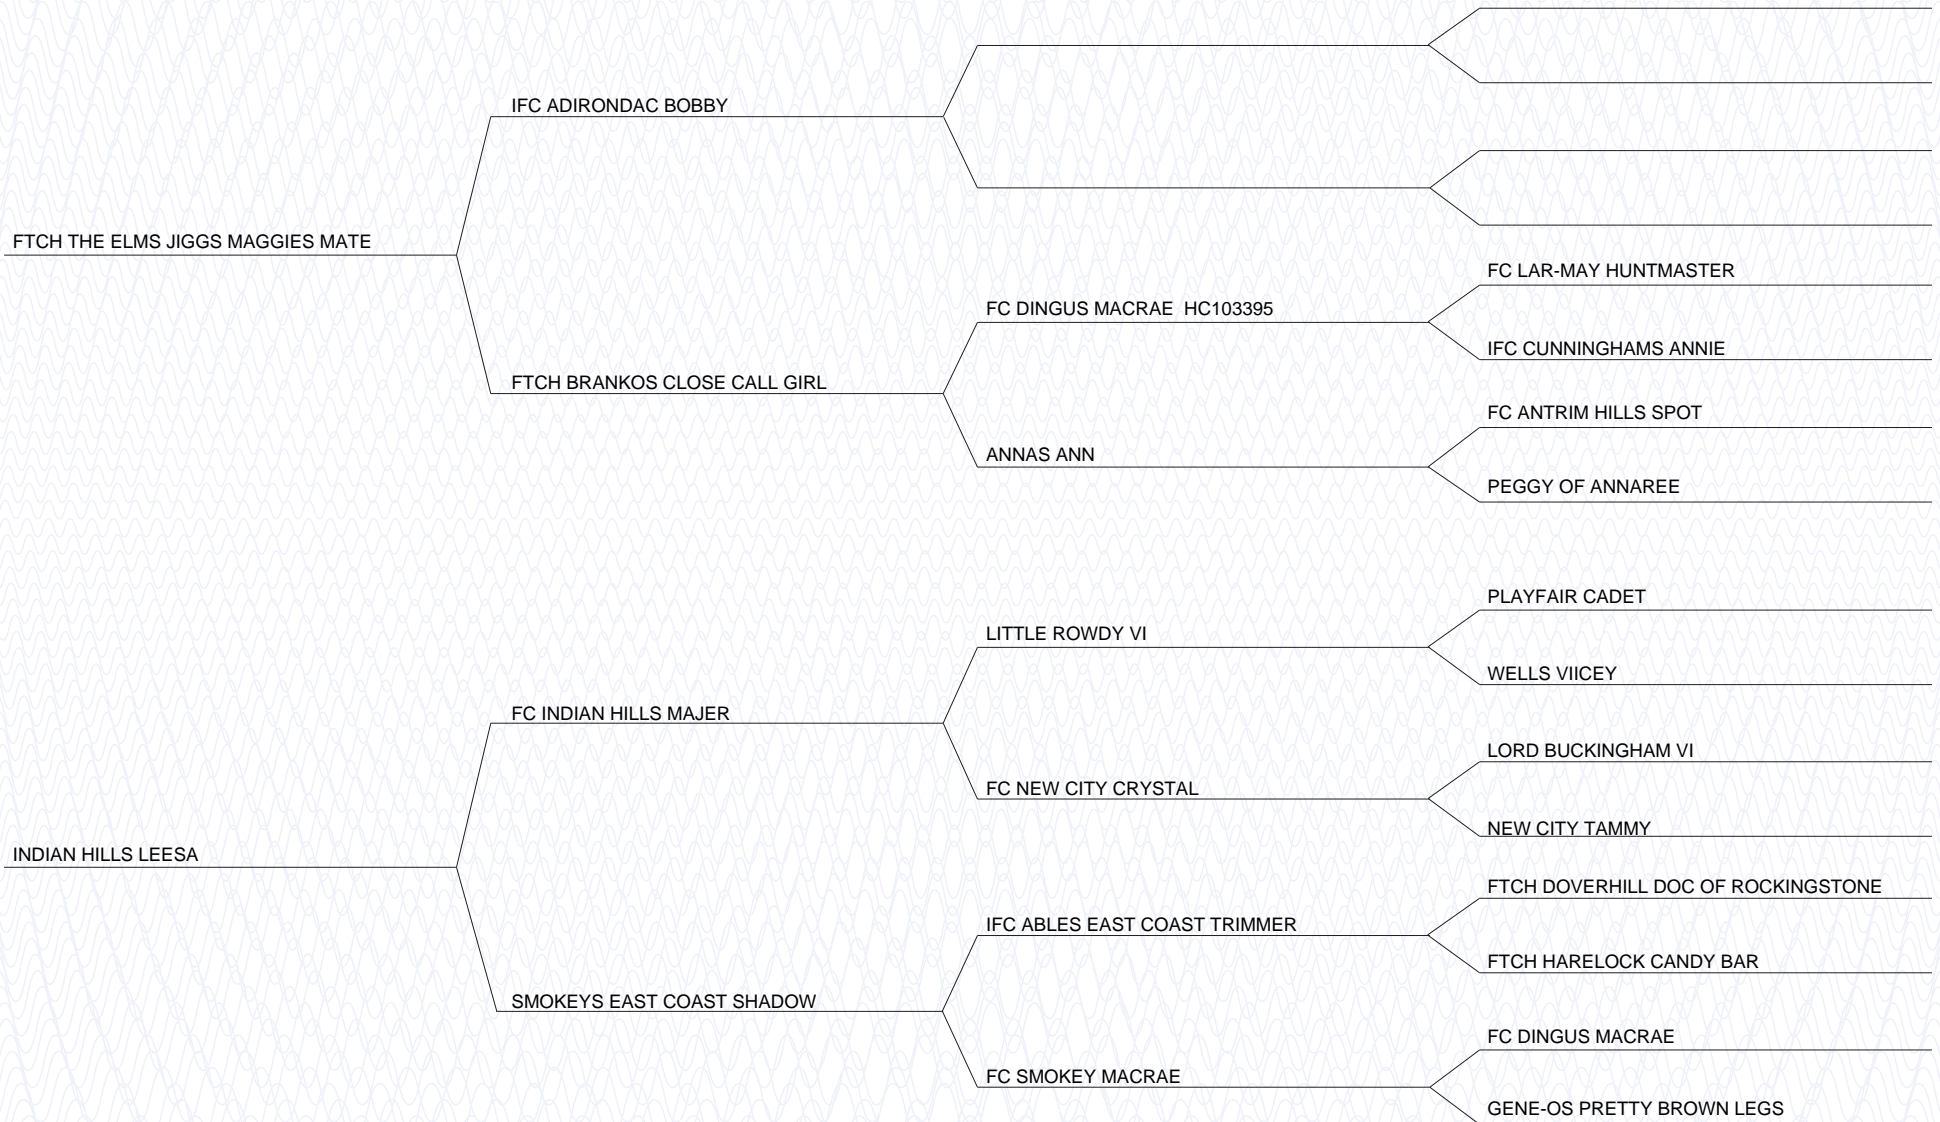 IFC ADIRONDAC BOBBY
FTCH THE ELMS JIGGS MAGGIES MATE
FC LAR-MAY HUNTMASTER
FC DINGUS MACRAE  HC103395
IFC CUNNINGHAMS ANNIE
FTCH BRANKOS CLOSE CALL GIRL
FC ANTRIM HILLS SPOT
ANNAS ANN
PEGGY OF ANNAREE
PLAYFAIR CADET
LITTLE ROWDY VI
WELLS VIICEY
FC INDIAN HILLS MAJER
LORD BUCKINGHAM VI
FC NEW CITY CRYSTAL
NEW CITY TAMMY
INDIAN HILLS LEESA
FTCH DOVERHILL DOC OF ROCKINGSTONE
IFC ABLES EAST COAST TRIMMER
FTCH HARELOCK CANDY BAR
SMOKEYS EAST COAST SHADOW
FC DINGUS MACRAE
FC SMOKEY MACRAE
GENE-OS PRETTY BROWN LEGS